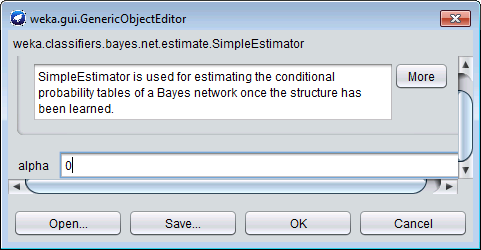 weka.gui.GenericObjectEditor
weka.classifiers.bayes.net.estimate.SimpleEstimator
SimpleEstimator is used for estimating the conditional
probability tables of a Bayes network once the structure has
been learned.
More
alpha 0
Open... Save... OK Cancel